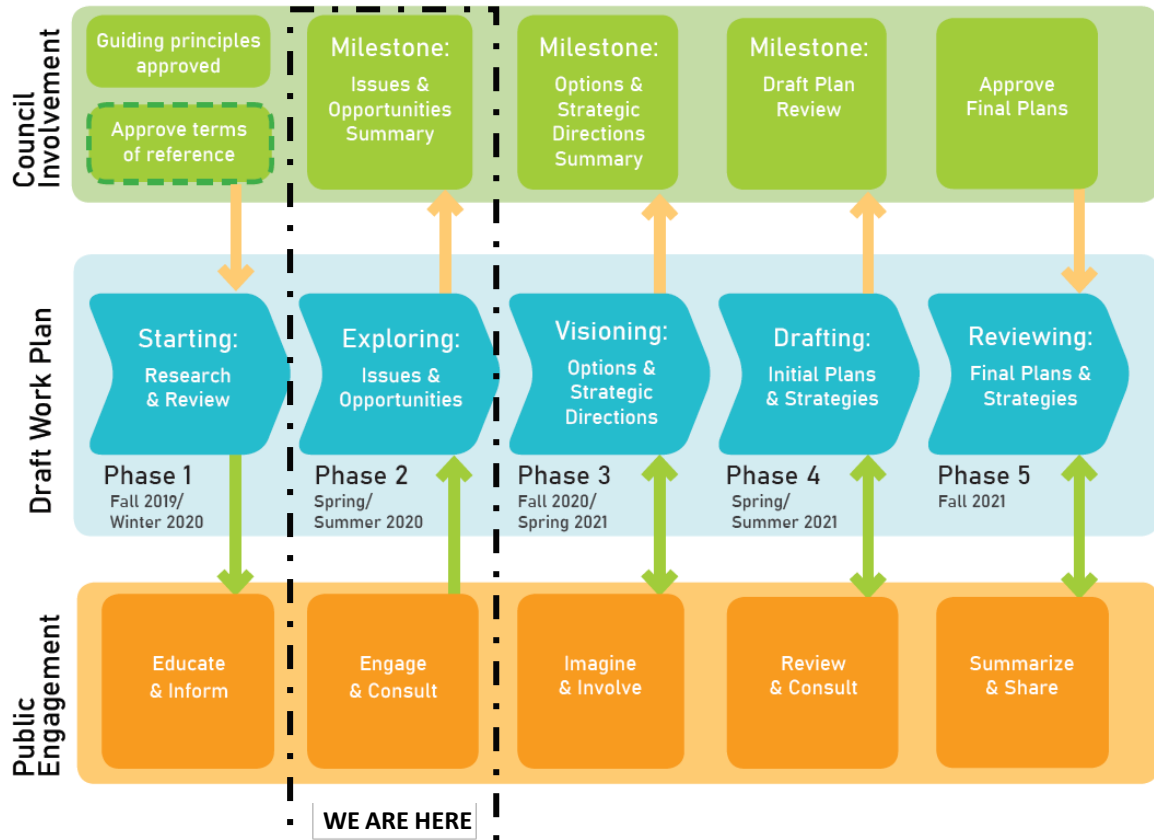 Council
Involvement
Guiding principles
approved
Approve terms
of reference
Milestone:
Issues &
Opportunities
Summary
Milestone:
Options &
Strategic
Directions
Summary
Milestone:
Draft Plan
Review
Approve
Final Plans
Draft Work Plan
Starting:
Research
& Review
Phase 1
Fall 2019/
Winter 2020
Exploring:
Issues &
Opportunities
Phase 2
Spring/
Summer 2020
Visioning:
Options &
Strategic
Directions
Phase 3
Fall 2020/
Spring 2021
Drafting:
Initial Plans
& Strategies
Phase 4
Spring/
Summer 2021
Reviewing:
Final Plans &
Strategies
Phase 5
Fall 2021
Public
Engagement
Educate
& Inform
Engage
& Consult
Imagine
& Involve
Review
& Consult
Summarize
& Share
WE ARE HERE